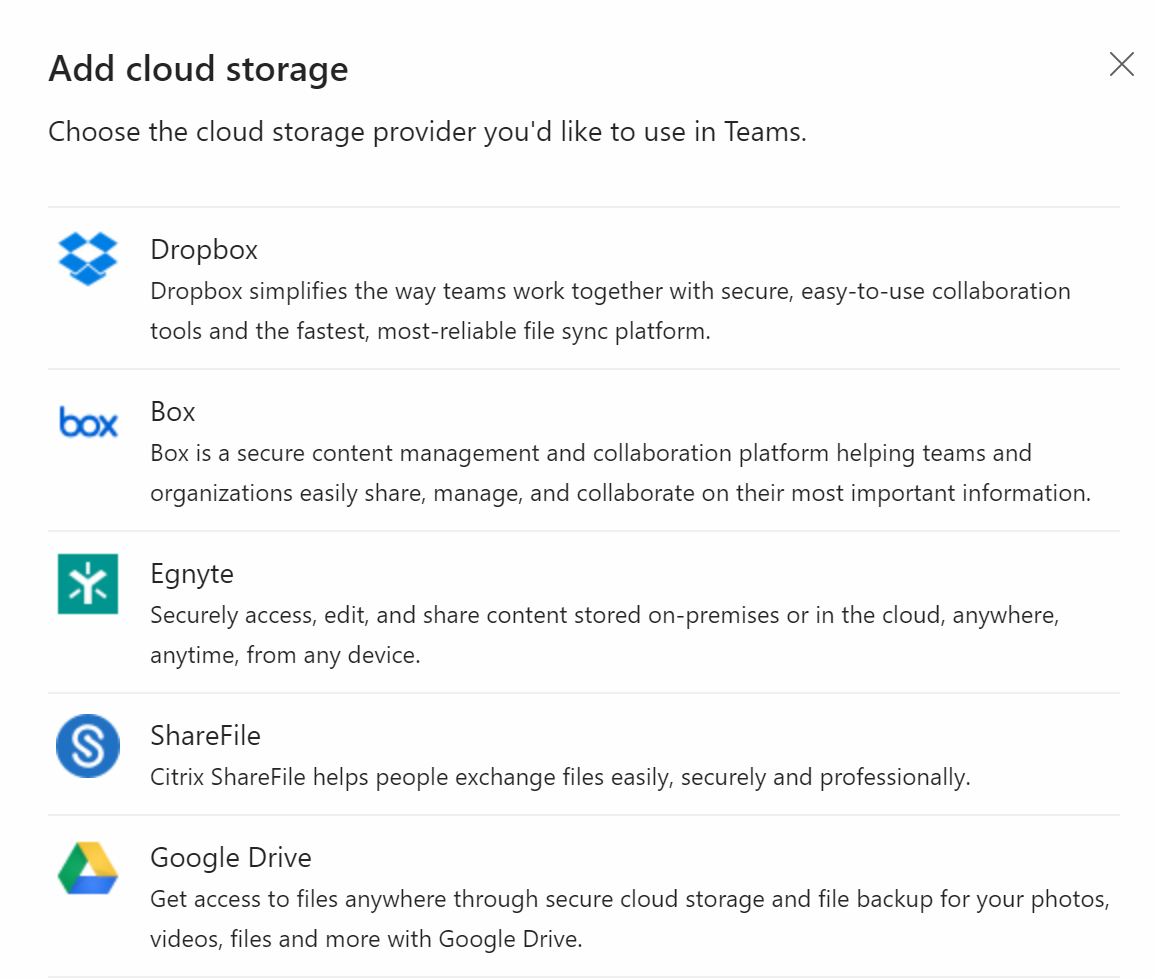 Add cloud storage
Choose the cloud storage provider you'd like to use in Teams.
Dropbox
Dropbox simplifies the way teams work together with secure, easy-to-use collaboration
tools and the fastest, most-reliable file sync platform.
box
Box
Box is a secure content management and collaboration platform helping teams and
organizations easily share, manage, and collaborate on their most important information.
Egnyte
Securely access, edit, and share content stored on-premises or in the cloud, anywhere,
anytime, from any device.
S
ShareFile
Citrix ShareFile helps people exchange files easily, securely and professionally.
Google Drive
Get access to files anywhere through secure cloud storage and file backup for your photos,
videos, files and more with Google Drive.